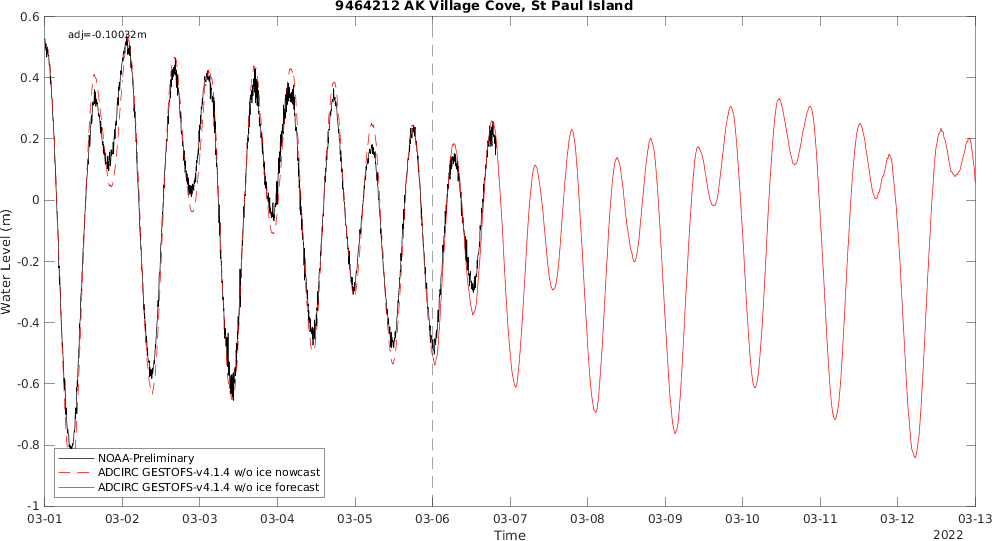 9464212 AK Village Cove, St Paul Island
adj=-0.10032m
0.6
0.4
0.2
0
-0.2
-0.4
-0.6
-0.8
-1
Water Level (m)
NOAA-Preliminary
ADCIRC GESTOFS-v4.1.4 w/o ice nowcast
ADCIRC GESTOFS-v4.1.4 w/o ice forecast
03-01 03-02 03-03 03-04 03-05 03-06 03-07 03-08 03-09 03-10 03-11 03-12 03-13
Time
2022